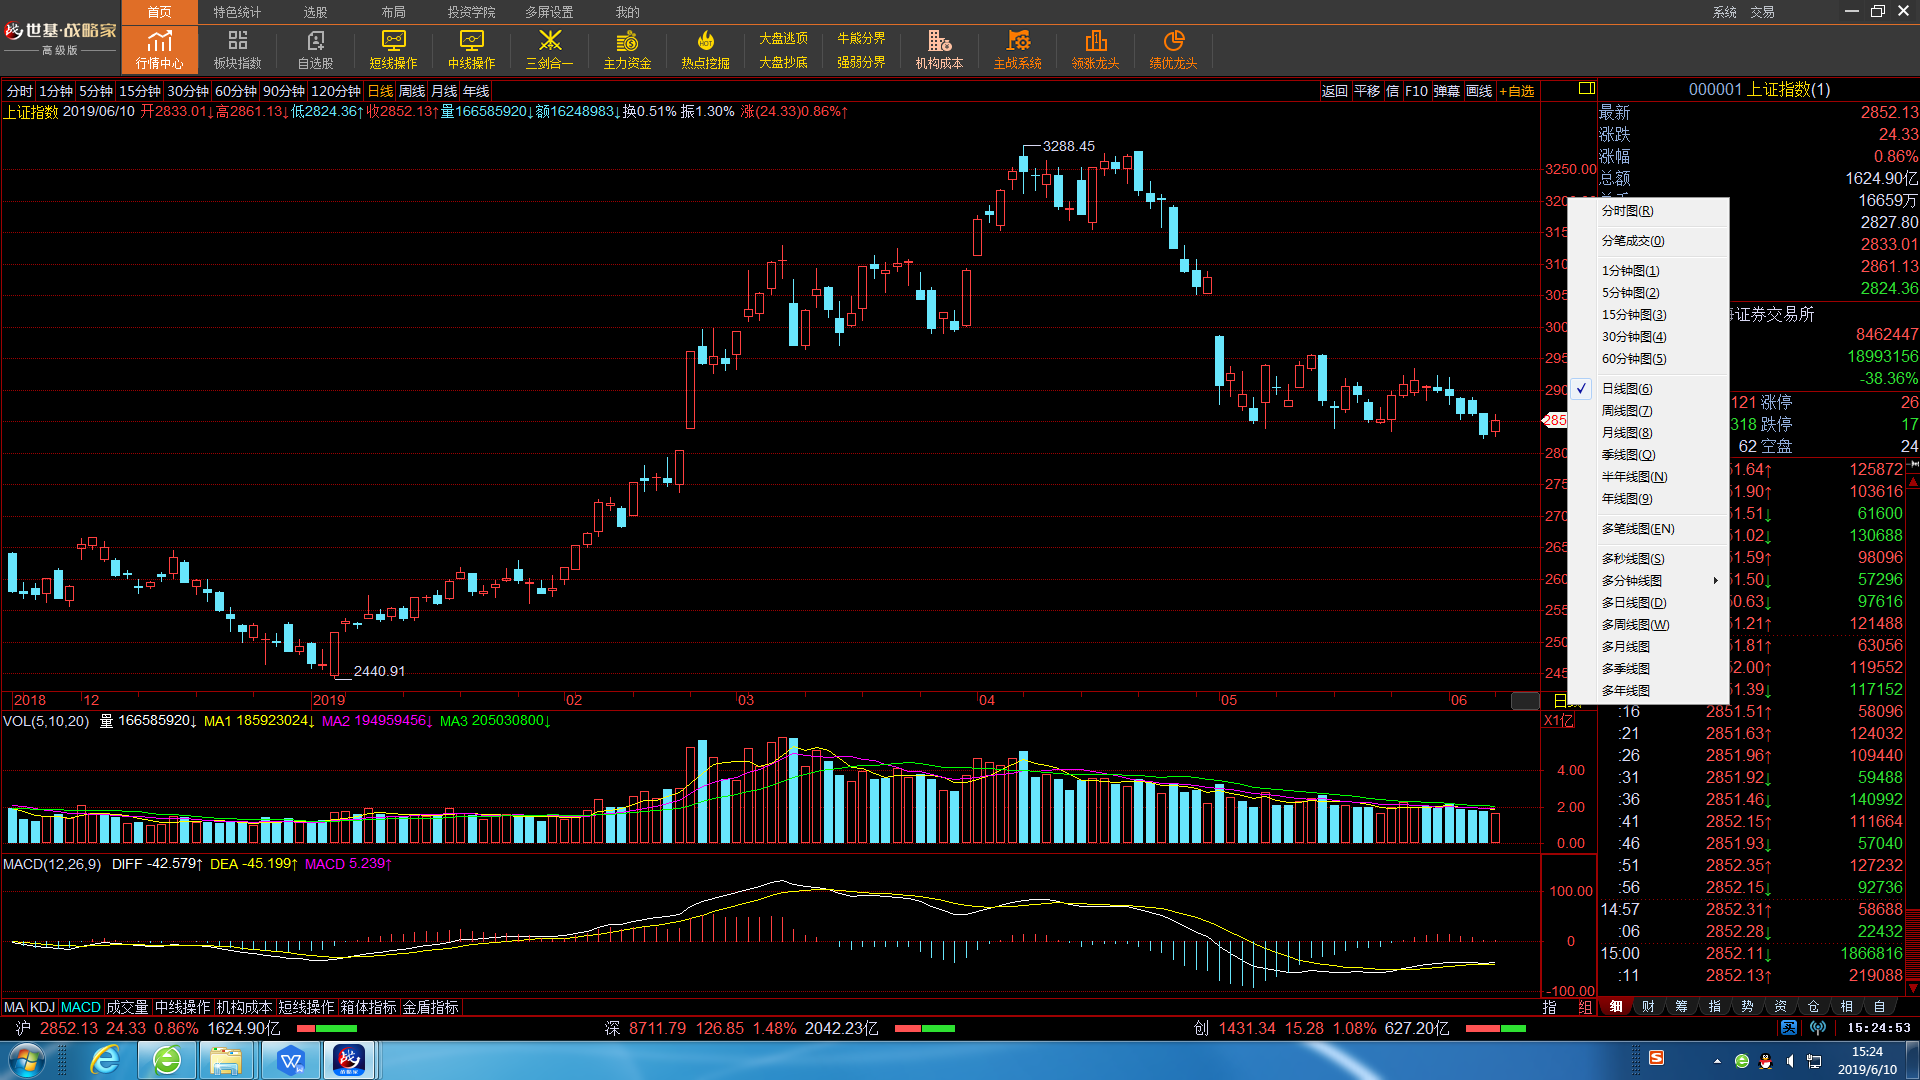 首页 特色统计 选股 布局 投资学院 多屏设置 我的 系统 交易
世基·战略家
高级版
行情中心 板块指数 自选股 短线操作 中线操作 三剑合一 主力资金 热点挖掘 大盘逃顶 牛熊分界 机构成本 主战系统 领涨龙头 绩优龙头
大盘抄底 强弱分界
分时 1分钟 5分钟 15分钟 30分钟 60分钟 90分钟 120分钟 日线 周线 月线 年线 返回 平移 信 F10 弹幕 画线 +自选
000001 上证指数(1)
上证指数 2019/06/10 开2833.01↓高2861.13↓低2824.36↑收2852.13↑量166585920↓额16248983↓换0.51% 振1.30% 涨(24.33)0.86%↑
最新 2852.13
涨跌 24.33
涨幅 0.86%
总额 1624.90亿
16659万
2827.80
2833.01
2861.13
2824.36
证券交易所
8462447
18993156
-38.36%
121 涨停 26
318 跌停 17
62 空盘 24
3288.45
2440.91
3250.00
285
分时图(R)
分笔成交(0)
1分钟图(1)
5分钟图(2)
15分钟图(3)
30分钟图(4)
60分钟图(5)
✓ 日线图(6)
周线图(7)
月线图(8)
季线图(Q)
半年线图(N)
年线图(9)
多笔线图(EN)
多秒线图(S)
多分钟线图
多日线图(D)
多周线图(W)
多月线图
多季线图
多年线图
1.64↑ 125872
1.90↑ 103616
1.51↓ 61600
1.02↓ 130688
1.59↑ 98096
1.50↓ 57296
0.63↓ 97616
1.21↑ 121488
1.81↑ 63056
2.00↑ 119552
1.39↓ 117152
:16 2851.51↑ 58096
:21 2851.63↑ 124032
:26 2851.96↑ 109440
:31 2851.92↓ 59488
:36 2851.46↓ 140992
:41 2852.15↑ 111664
:46 2851.93↓ 57040
:51 2852.35↑ 127232
:56 2852.15↓ 92736
14:57 2852.31↑ 58688
:06 2852.28↓ 22432
15:00 2852.11↓ 1866816
:11 2852.13↑ 219088
2018 12 2019 02 03 04 05 06 日
VOL(5,10,20) 量 166585920↓ MA1 185923024↓ MA2 194959456↓ MA3 205030800↓
X1亿
4.00
2.00
0.00
MACD(12,26,9) DIFF -42.579↑ DEA -45.199↑ MACD 5.239↑
100.00
0
-100.00
MA KDJ MACD 成交量 中线操作 机构成本 短线操作 箱体指标 金盾指标 指 组 细 财 筹 指 势 资 仓 相 自
沪 2852.13 24.33 0.86% 1624.90亿 深 8711.79 126.85 1.48% 2042.23亿 创 1431.34 15.28 1.08% 627.20亿 买 15:24:53
15:24
2019/6/10